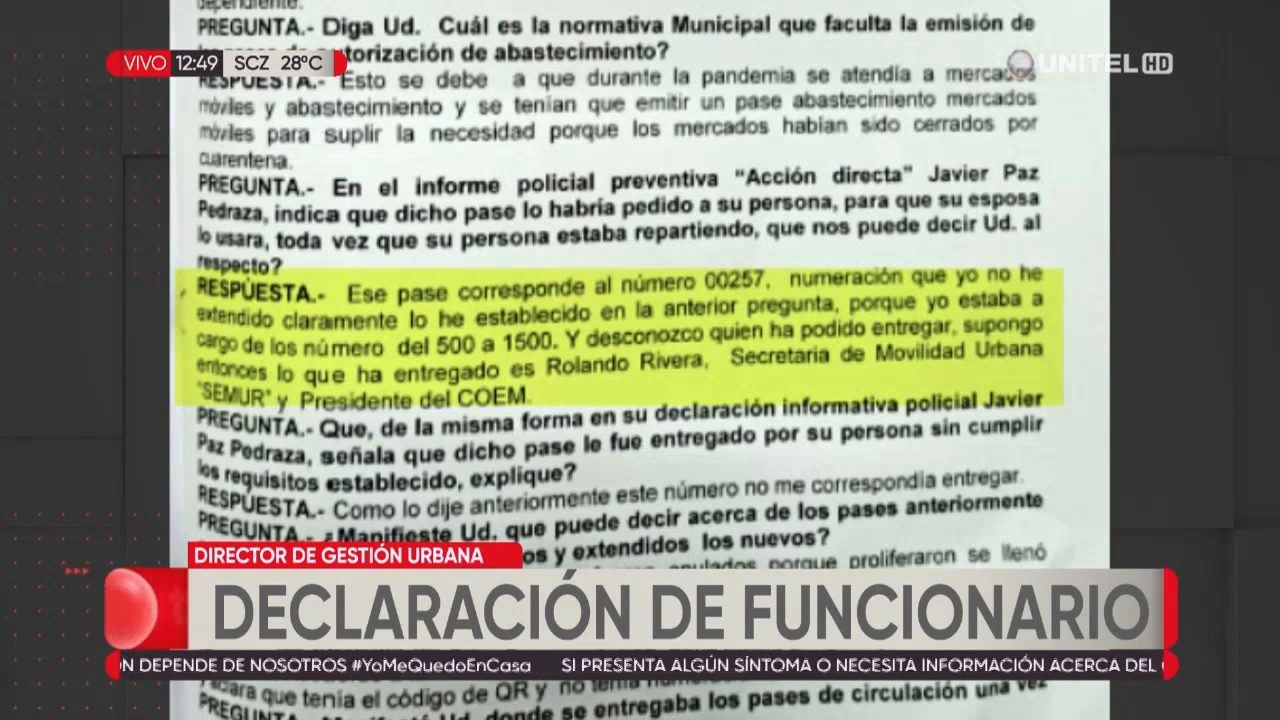 dependiente.
PREGUNTA.- Diga Ud. Cuál es la normativa Municipal que faculta la emisión de
autorización de abastecimiento?
VIVO 12:49 SCZ 28°C
UNITEL HD
RESPUESTA.- Esto se debe a que durante la pandemia se atendía a mercados
móviles y abastecimiento y se tenían que emitir un pase abastecimiento mercados
móviles para suplir la necesidad porque los mercados habían sido cerrados por
cuarentena.
PREGUNTA.- En el informe policial preventiva “Acción directa” Javier Paz
Pedraza, indica que dicho pase lo habría pedido a su persona, para que su esposa
lo usara, toda vez que su persona estaba repartiendo, que nos puede decir Ud. al
respecto?
RESPUESTA.- Ese pase corresponde al número 00257, numeración que yo no he
extendido claramente lo he establecido en la anterior pregunta, porque yo estaba a
cargo de los número del 500 a 1500. Y desconozco quien ha podido entregar, supongo
entonces lo que ha entregado es Rolando Rivera, Secretaria de Movilidad Urbana
"SEMUR" y Presidente del COEM.
PREGUNTA.- Que, de la misma forma en su declaración informativa policial Javier
Paz Pedraza, señala que dicho pase le fue entregado por su persona sin cumplir
los requisitos establecido, explique?
RESPUESTA.- Como lo dije anteriormente este número no me correspondía entregar.
PREGUNTA.- ¿Manifieste Ud. que puede decir acerca de los pases anteriormente
os y extendidos los nuevos?
anulados porque proliferaron se llenó
DIRECTOR DE GESTIÓN URBANA
DECLARACIÓN DE FUNCIONARIO
ÓN DEPENDE DE NOSOTROS #YoMeQuedoEnCasa SI PRESENTA ALGÚN SÍNTOMA O NECESITA INFORMACIÓN ACERCA DEL
que tenía el código de QR y no tenía
PREGUNTA.- Ud. donde se entregaba los pases de circulación una vez